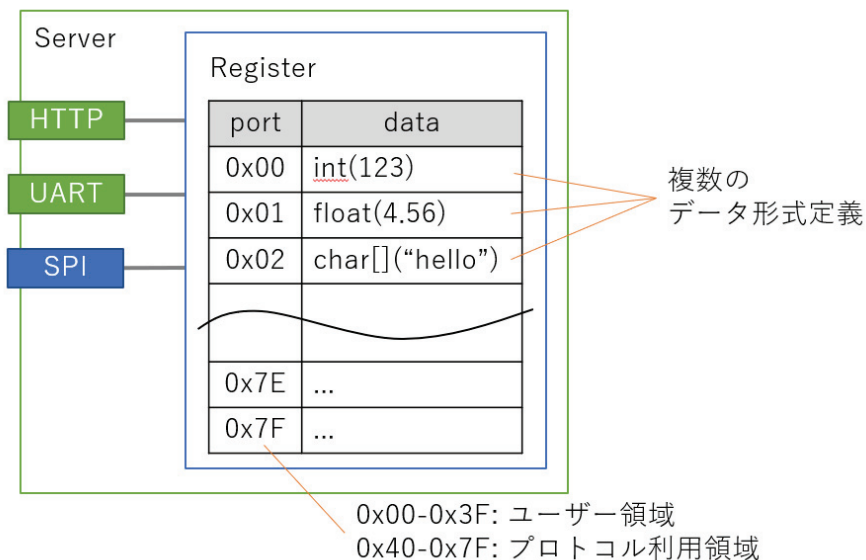 Server
Register
HTTP
UART
SPI
port data
0x00 int(123)
0x01 float(4.56)
0x02 char[](“hello”)
0x7E ...
0x7F ...
複数の
データ形式定義
0x00-0x3F: ユーザー領域
0x40-0x7F: プロトコル利用領域